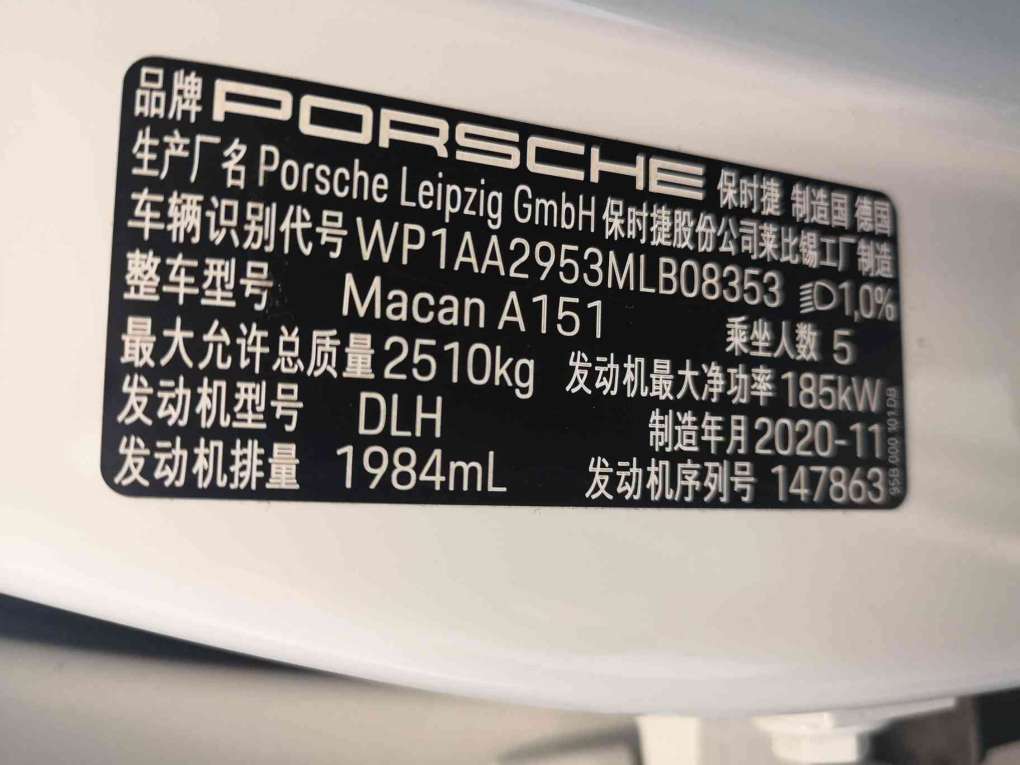 品牌 PORSCHE 保时捷 制造国 德国
生产厂名 Porsche Leipzig GmbH 保时捷股份公司莱比锡工厂制造
车辆识别代号 WP1AA2953MLB08353 1,0%
整车型号 Macan A151 乘坐人数 5
最大允许总质量 2510kg 发动机最大净功率 185kW
发动机型号 DLH 制造年月 2020-11
发动机排量 1984mL 发动机序列号 147863
95B 000 101 DB